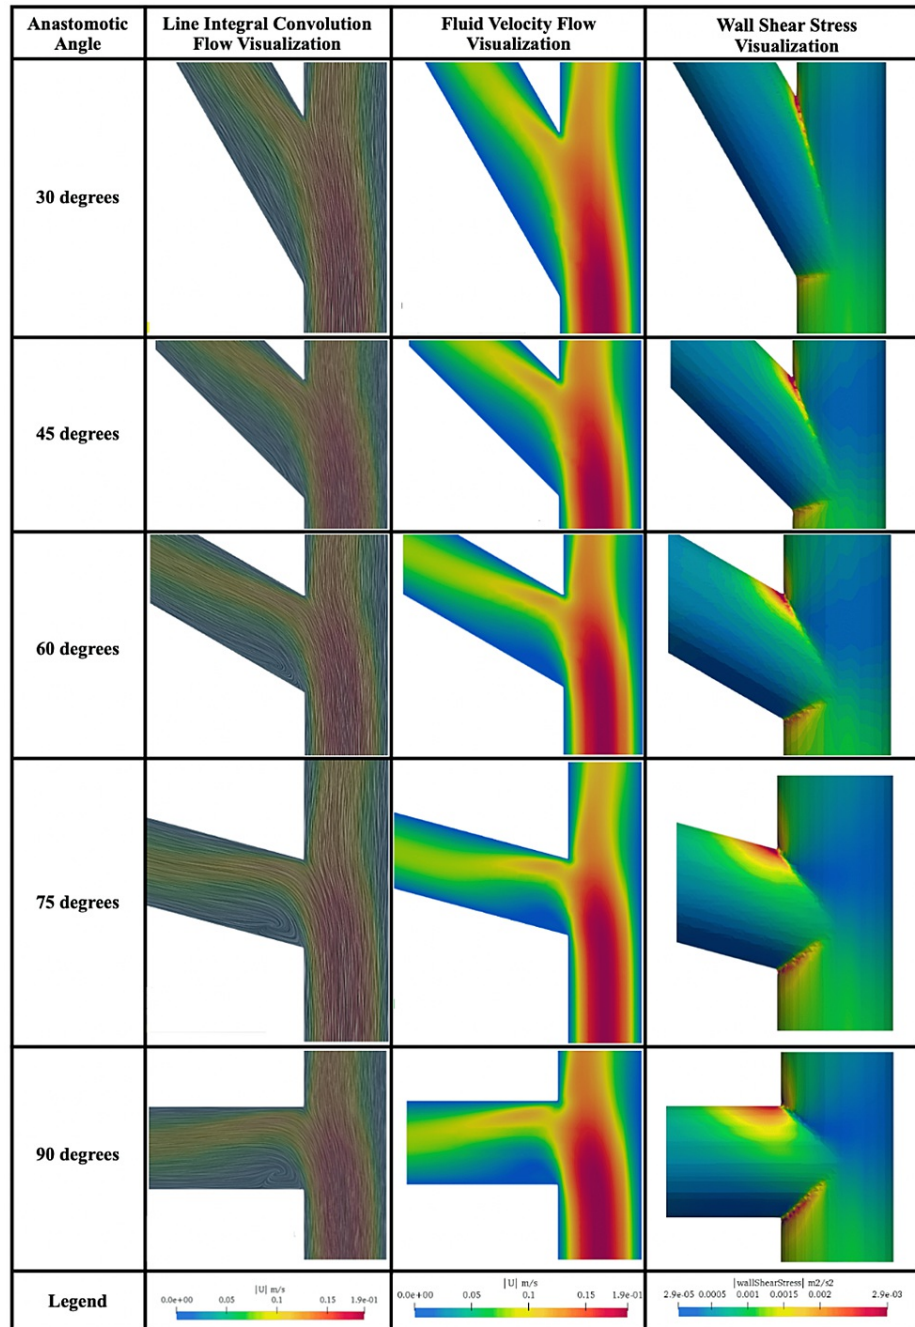 Anastomotic
Angle
Line Integral Convolution
Flow Visualization
Fluid Velocity Flow
Visualization
Wall Shear Stress
Visualization
30 degrees
45 degrees
60 degrees
75 degrees
90 degrees
Legend
|U| m/s
0.0e+00 0.05 0.1 0.15 1.9e-01
|U| m/s
0.0e+00 0.05 0.1 0.15 1.9e-01
|wallShearStress| m2/s2
2.9e-05 0.0005 0.001 0.0015 0.002 2.9e-03